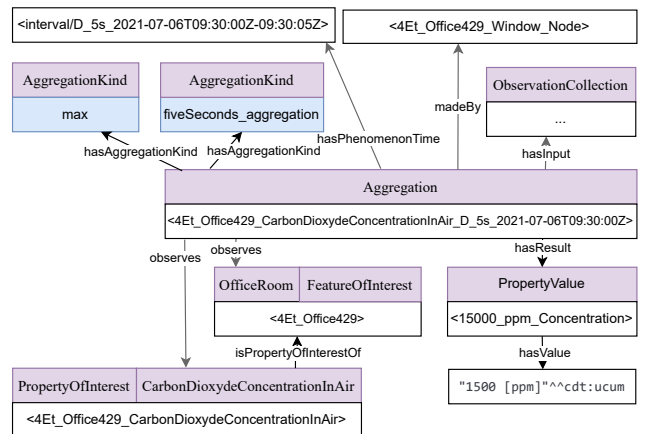 <interval/D_5s_2021-07-06T09:30:00Z-09:30:05Z>
<4Et_Office429_Window_Node>
AggregationKind
max
AggregationKind
fiveSeconds_aggregation
ObservationCollection
...
madeBy
hasPhenomenonTime
hasAggregationKind
hasAggregationKind
hasInput
Aggregation
<4Et_Office429_CarbonDioxydeConcentrationInAir_D_5s_2021-07-06T09:30:00Z>
observes
observes
hasResult
OfficeRoom FeatureOfInterest
<4Et_Office429>
PropertyValue
<15000_ppm_Concentration>
isPropertyOfInterestOf
hasValue
PropertyOfInterest CarbonDioxydeConcentrationInAir
<4Et_Office429_CarbonDioxydeConcentrationInAir>
"1500 [ppm]"^^cdt:ucum